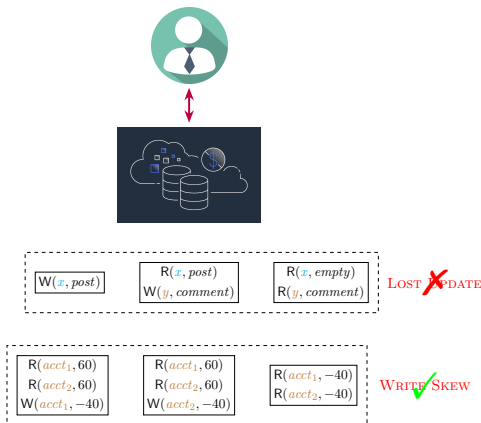 W(x, post)
R(x, post)
W(y, comment)
R(x, empty)
R(y, comment)
LOST UPDATE
R(acct₁, 60)
R(acct₂, 60)
W(acct₁, −40)
R(acct₁, 60)
R(acct₂, 60)
W(acct₂, −40)
R(acct₁, −40)
R(acct₂, −40)
WRITE SKEW